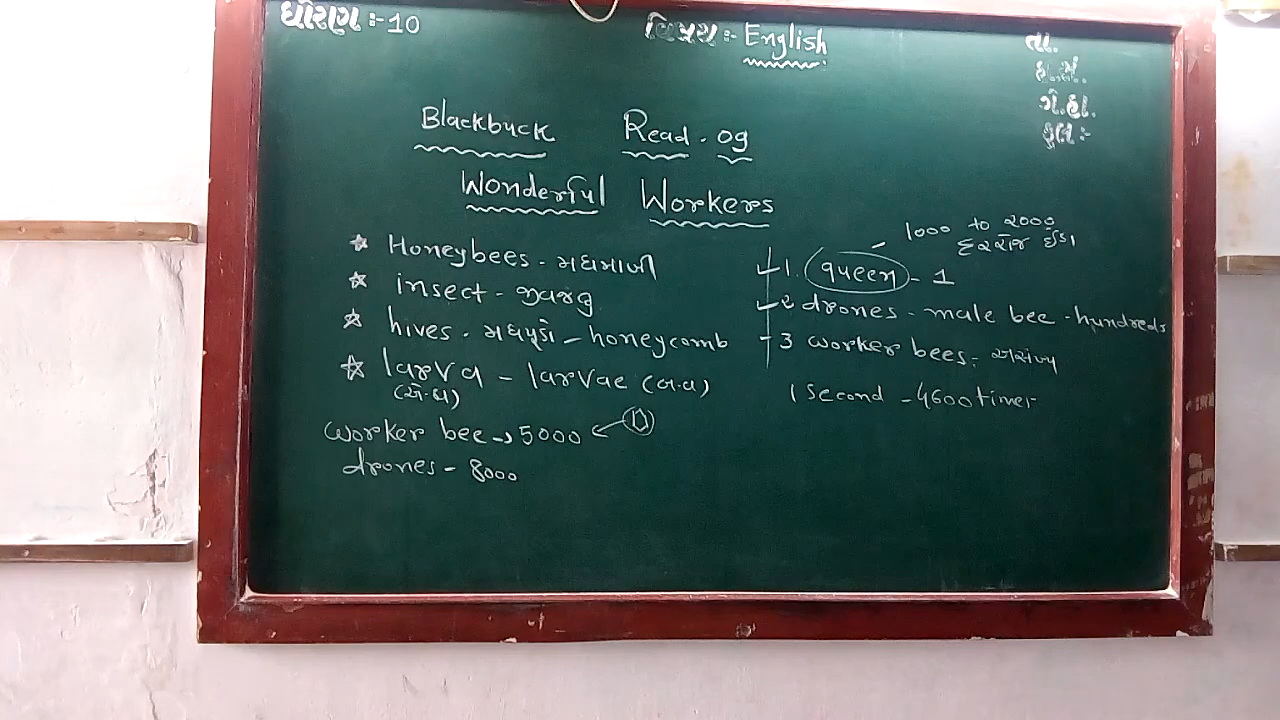 ધોરણ :- 10
વિષય :- English
તા.
ગે.હા.
કુલ :-
Blackbuck Read - 09
Wonderful Workers
☆ Honeybees - મધમાખી
☆ insect - જીવજંતુ
☆ hives - મધપૂડો - honeycomb
☆ larva - larvae (બ.વ)
(એ.વ)
worker bee → 5000
drones - 8000
1000 to 2000
દરરોજ ઈંડા
1. queen - 1
2 drones - male bee - hundreds
3 worker bees - અસંખ્ય
1 second - 4600 times